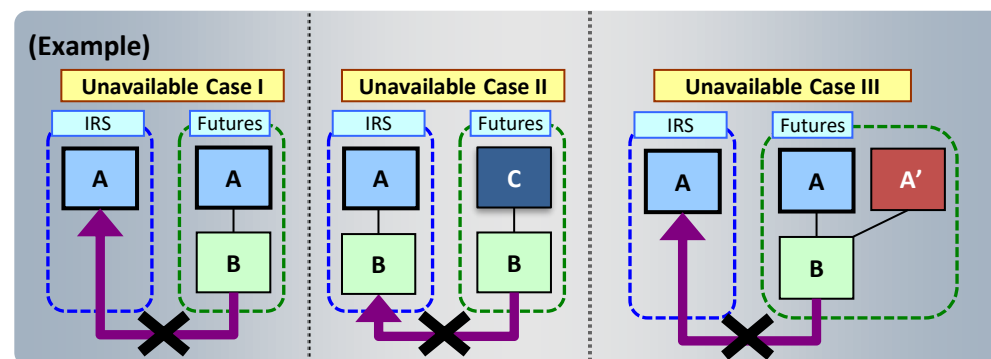 (Example)
Unavailable Case I
IRS
Futures
A
A
B
Unavailable Case II
IRS
Futures
A
C
B
B
Unavailable Case III
IRS
Futures
A
A
A’
B